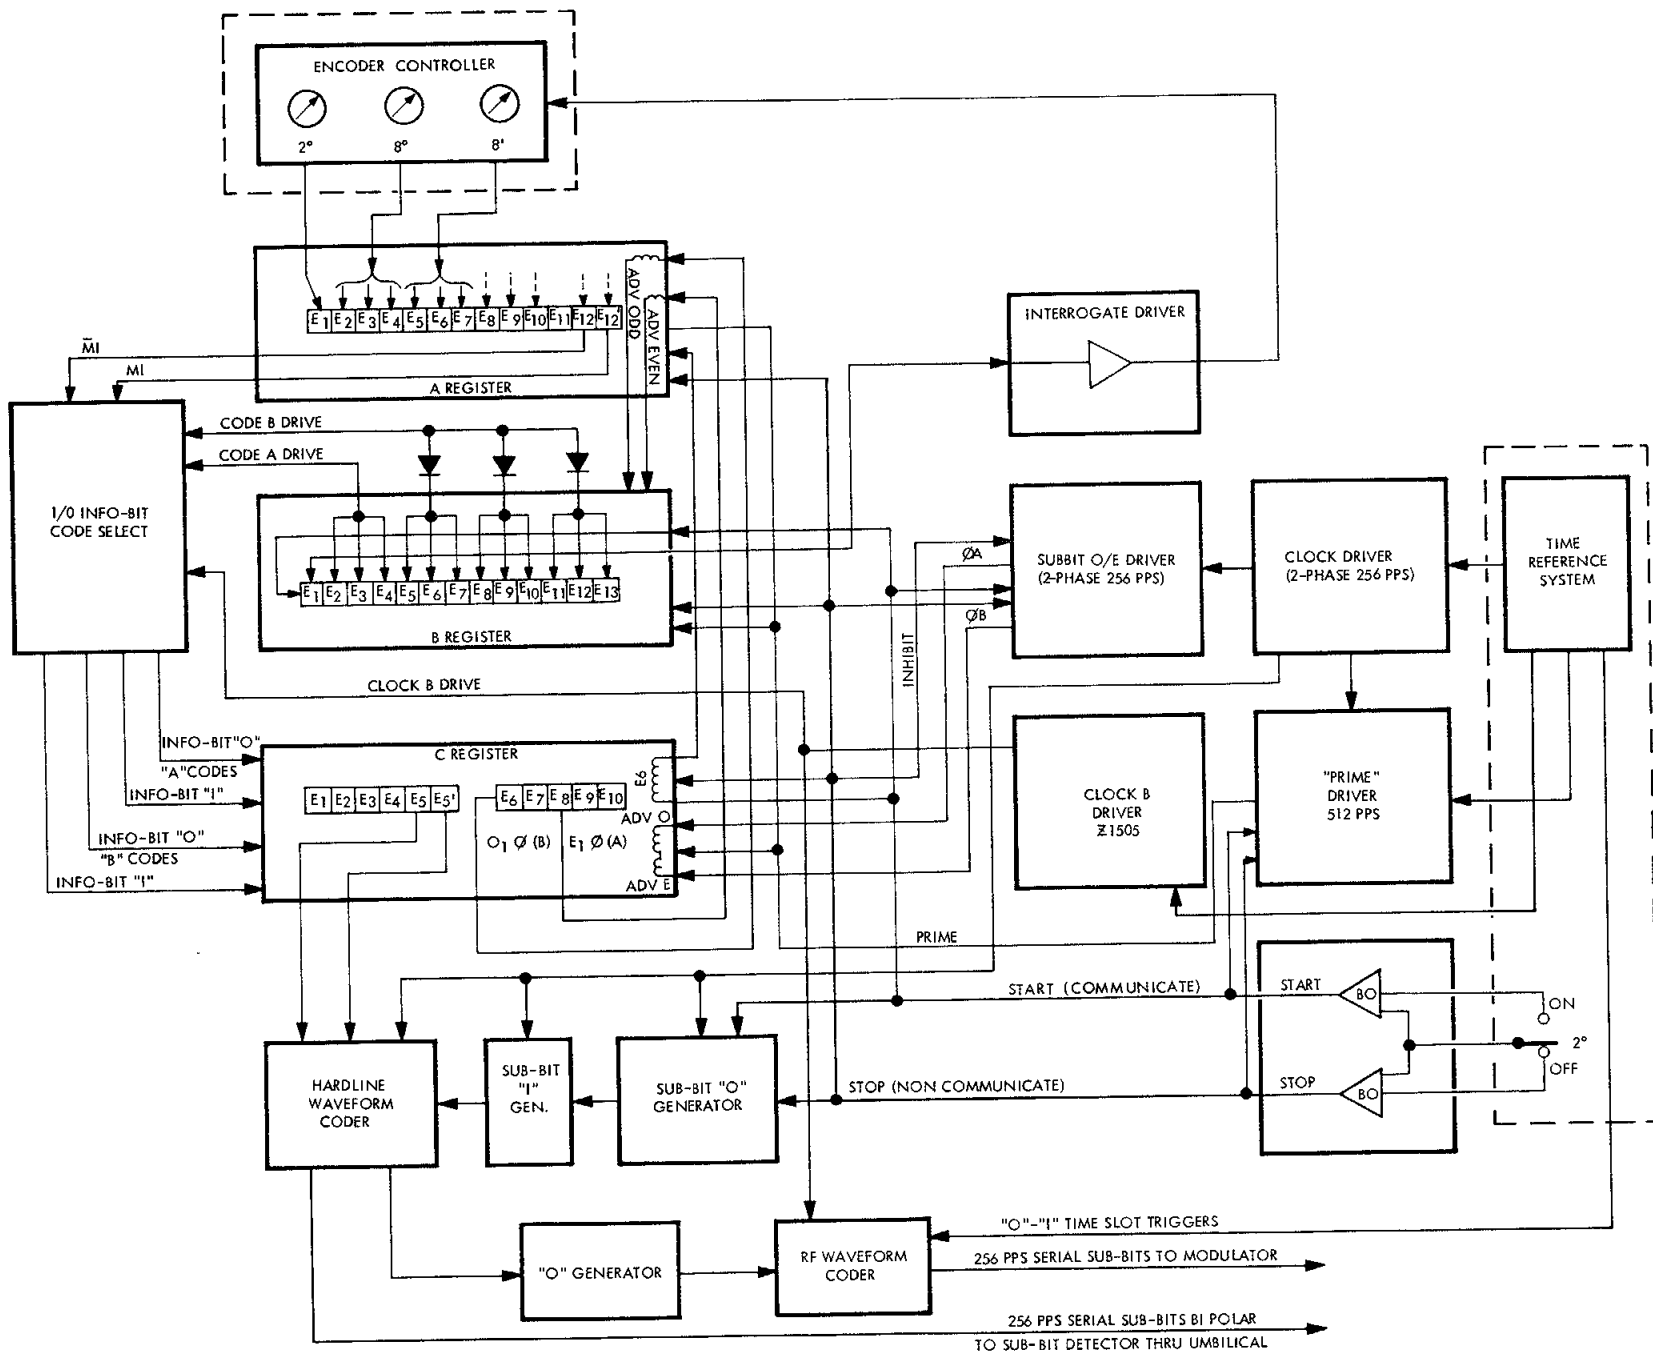 ENCODER CONTROLLER
2° 8° 8'
ADV ODD
ADV EVEN
E1 E2 E3 E4 E5 E6 E7 E8 E9 E10 E11 E12 E12'
M̄I
MI
A REGISTER
INTERROGATE DRIVER
CODE B DRIVE
CODE A DRIVE
1/0 INFO-BIT
CODE SELECT
E1 E2 E3 E4 E5 E6 E7 E8 E9 E10 E11 E12 E13
B REGISTER
ØA
ØB
INHIBIT
SUBBIT O/E DRIVER
(2-PHASE 256 PPS)
CLOCK DRIVER
(2-PHASE 256 PPS)
TIME
REFERENCE
SYSTEM
CLOCK B DRIVE
INFO-BIT "O"
"A" CODES
INFO-BIT "I"
INFO-BIT "O"
"B" CODES
INFO-BIT "I"
C REGISTER
E1 E2 E3 E4 E5 E5'
E6 E7 E8 E9 E10
E6
ADV O
O1 Ø (B) E1 Ø (A)
ADV E
CLOCK B
DRIVER
Z1505
"PRIME"
DRIVER
512 PPS
PRIME
START (COMMUNICATE)
START
BO
ON
2°
OFF
STOP (NON COMMUNICATE)
STOP
BO
HARDLINE
WAVEFORM
CODER
SUB-BIT
"I"
GEN.
SUB-BIT "O"
GENERATOR
"O" GENERATOR
RF WAVEFORM
CODER
"O"-"I" TIME SLOT TRIGGERS
256 PPS SERIAL SUB-BITS TO MODULATOR
256 PPS SERIAL SUB-BITS BI POLAR
TO SUB-BIT DETECTOR THRU UMBILICAL